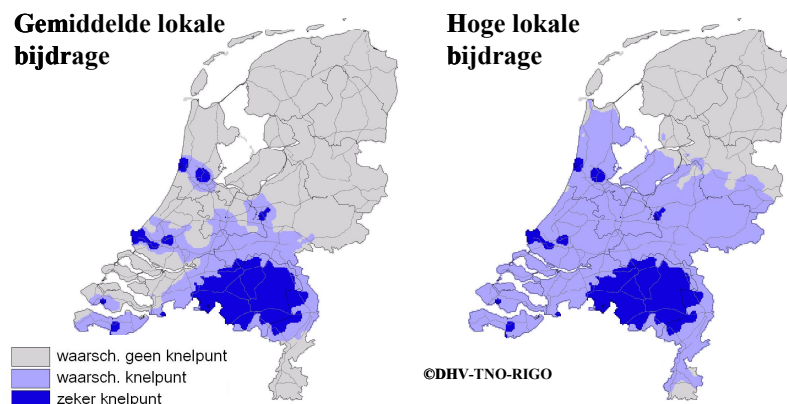 Gemiddelde lokale
bijdrage
Hoge lokale
bijdrage
waarsch. geen knelpunt
waarsch. knelpunt
zeker knelpunt
©DHV-TNO-RIGO